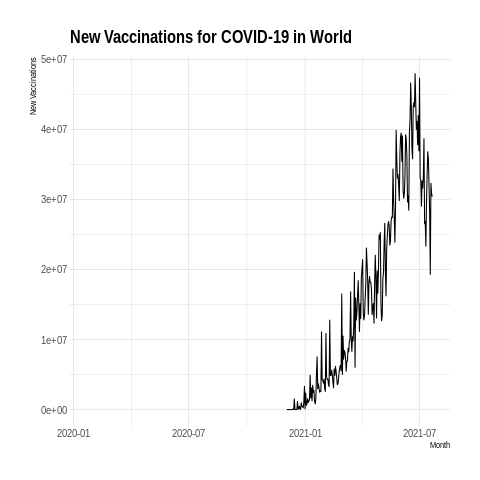 New Vaccinations for COVID-19 in World
New Vaccinations
5e+07
4e+07
3e+07
2e+07
1e+07
0e+00
2020-01 2020-07 2021-01 2021-07
Month